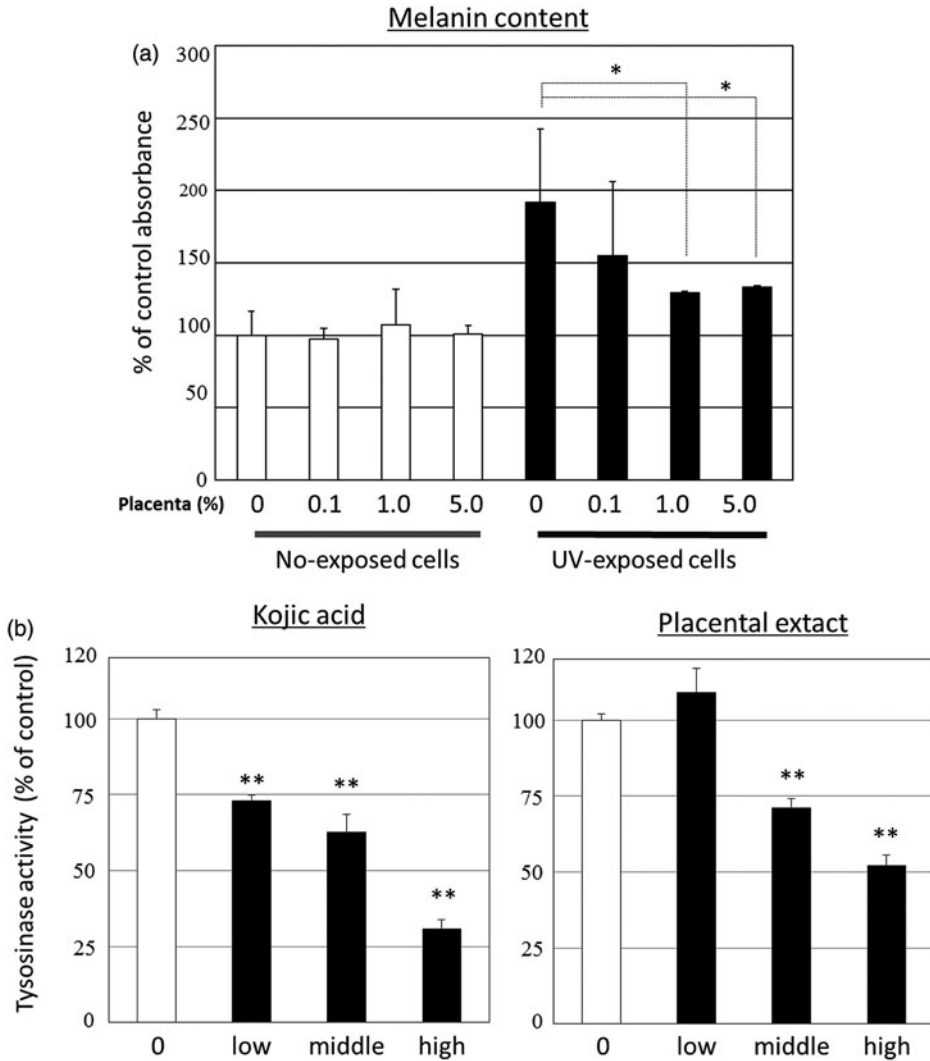 Melanin content
(a)
% of control absorbance
300
250
200
150
100
50
0
* *
Placenta (%) 0 0.1 1.0 5.0 0 0.1 1.0 5.0
No-exposed cells UV-exposed cells
(b)
Kojic acid
Tysosinase activity (% of control)
120
100
75
50
25
0
** ** **
0 low middle high
Placental extact
120
100
75
50
25
0
** **
0 low middle high